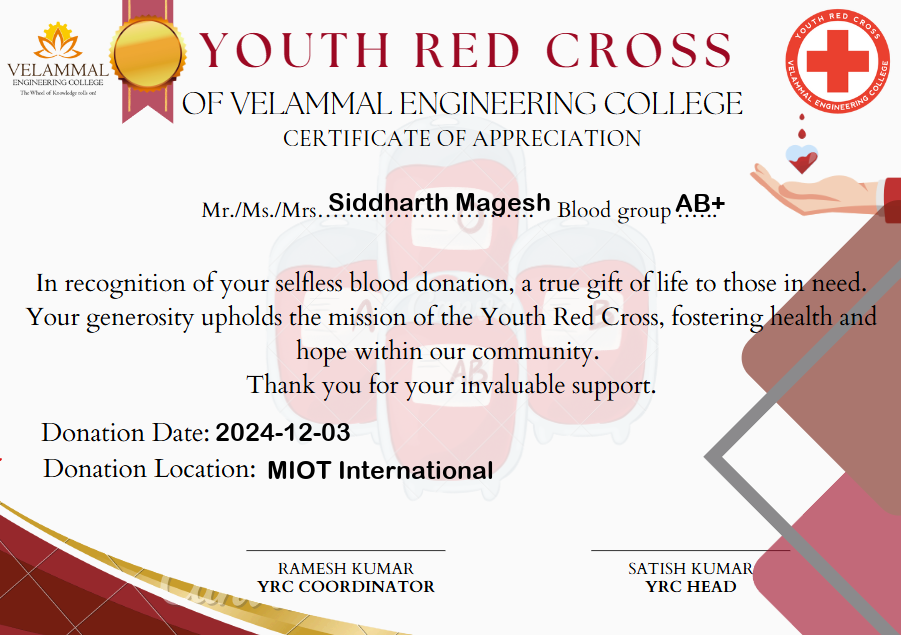 VELAMMAL
ENGINEERING COLLEGE
The Wheel of Knowledge rolls on!
YOUTH RED CROSS
OF VELAMMAL ENGINEERING COLLEGE
CERTIFICATE OF APPRECIATION
YOUTH RED CROSS
VELAMMAL ENGINEERING COLLEGE
Mr./Ms./Mrs. Siddharth Magesh Blood group AB+
O
A
B
AB
In recognition of your selfless blood donation, a true gift of life to those in need.
Your generosity upholds the mission of the Youth Red Cross, fostering health and
hope within our community.
Thank you for your invaluable support.
Donation Date: 2024-12-03
Donation Location: MIOT International
RAMESH KUMAR
YRC COORDINATOR
SATISH KUMAR
YRC HEAD